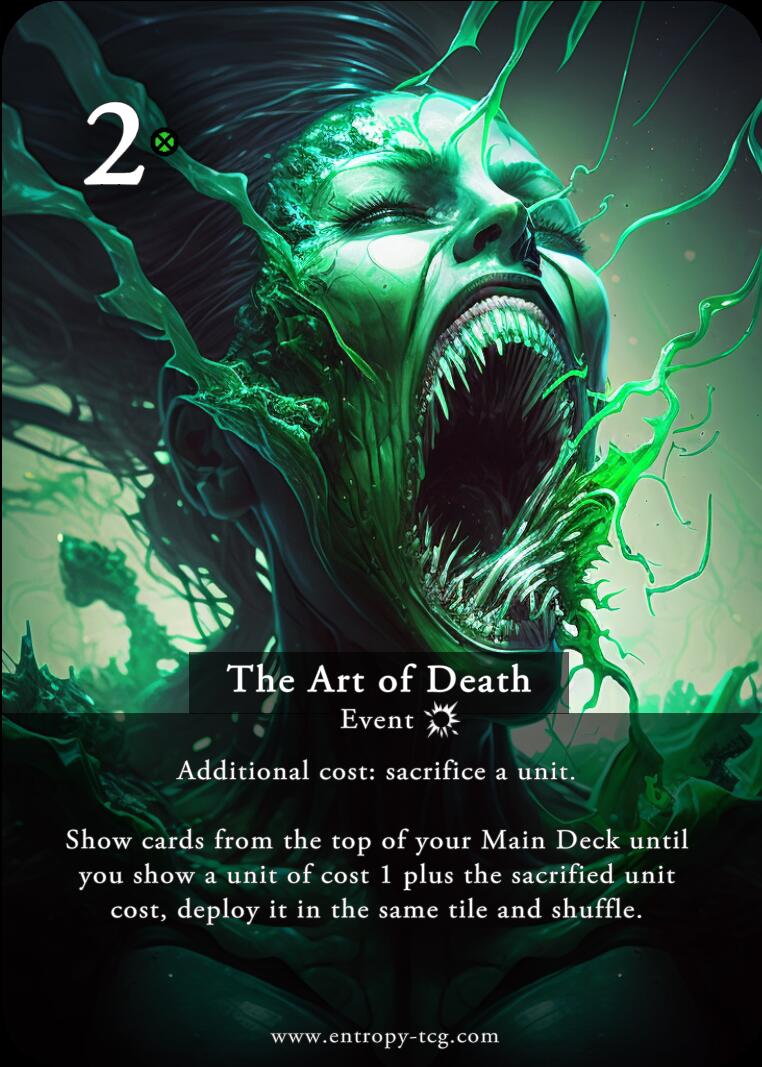 2
The Art of Death
Event
Additional cost: sacrifice a unit.
Show cards from the top of your Main Deck until
you show a unit of cost 1 plus the sacrified unit
cost, deploy it in the same tile and shuffle.
www.entropy-tcg.com